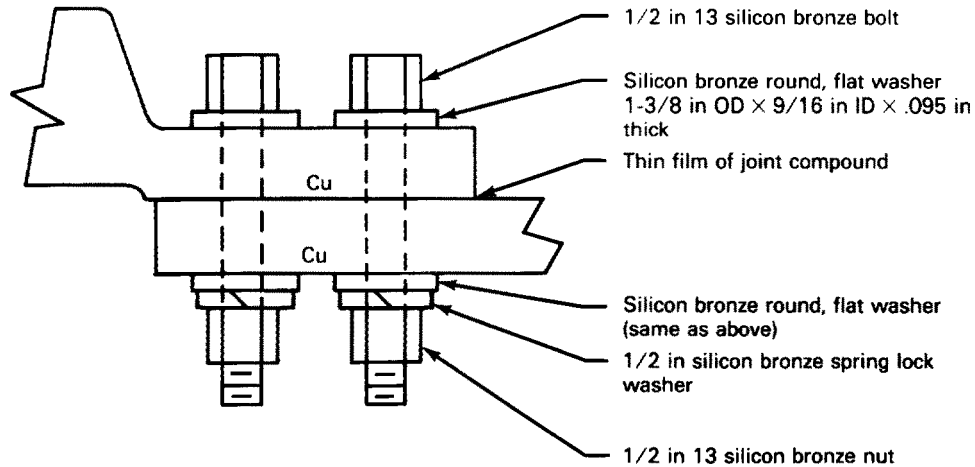 1/2 in 13 silicon bronze bolt
Silicon bronze round, flat washer
1-3/8 in OD × 9/16 in ID × .095 in
thick
Thin film of joint compound
Cu
Cu
Silicon bronze round, flat washer
(same as above)
1/2 in silicon bronze spring lock
washer
1/2 in 13 silicon bronze nut